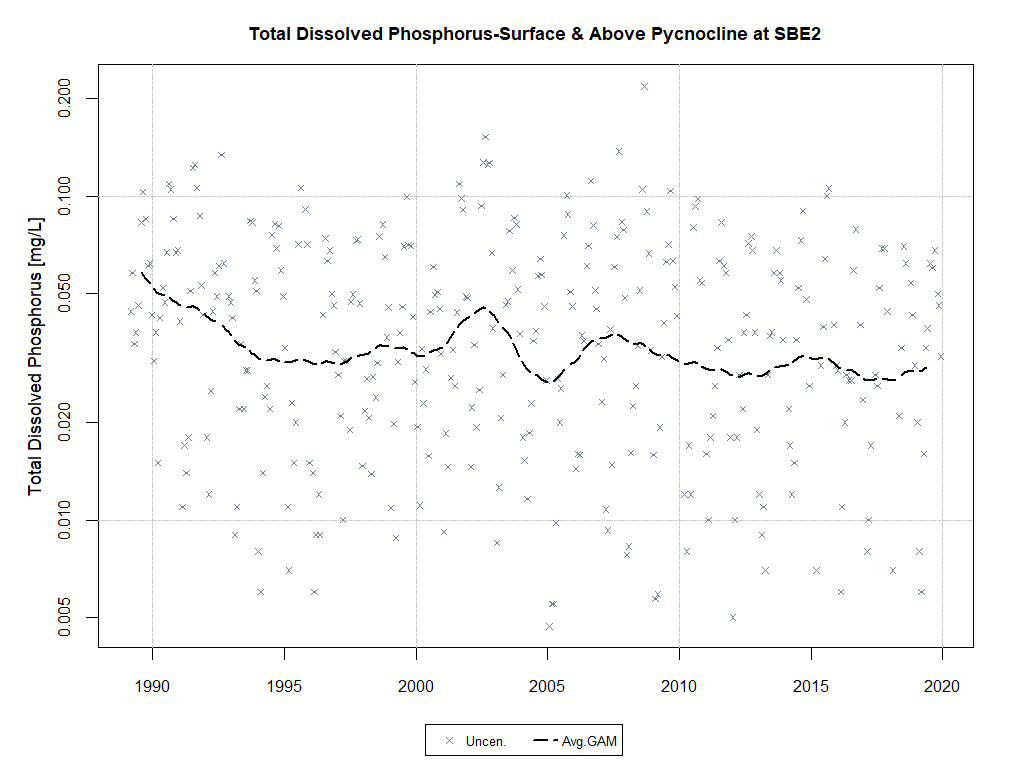 Total Dissolved Phosphorus-Surface & Above Pycnocline at SBE2
Total Dissolved Phosphorus [mg/L]
0.200
0.100
0.050
0.020
0.010
0.005
1990 1995 2000 2005 2010 2015 2020
Uncen. Avg.GAM